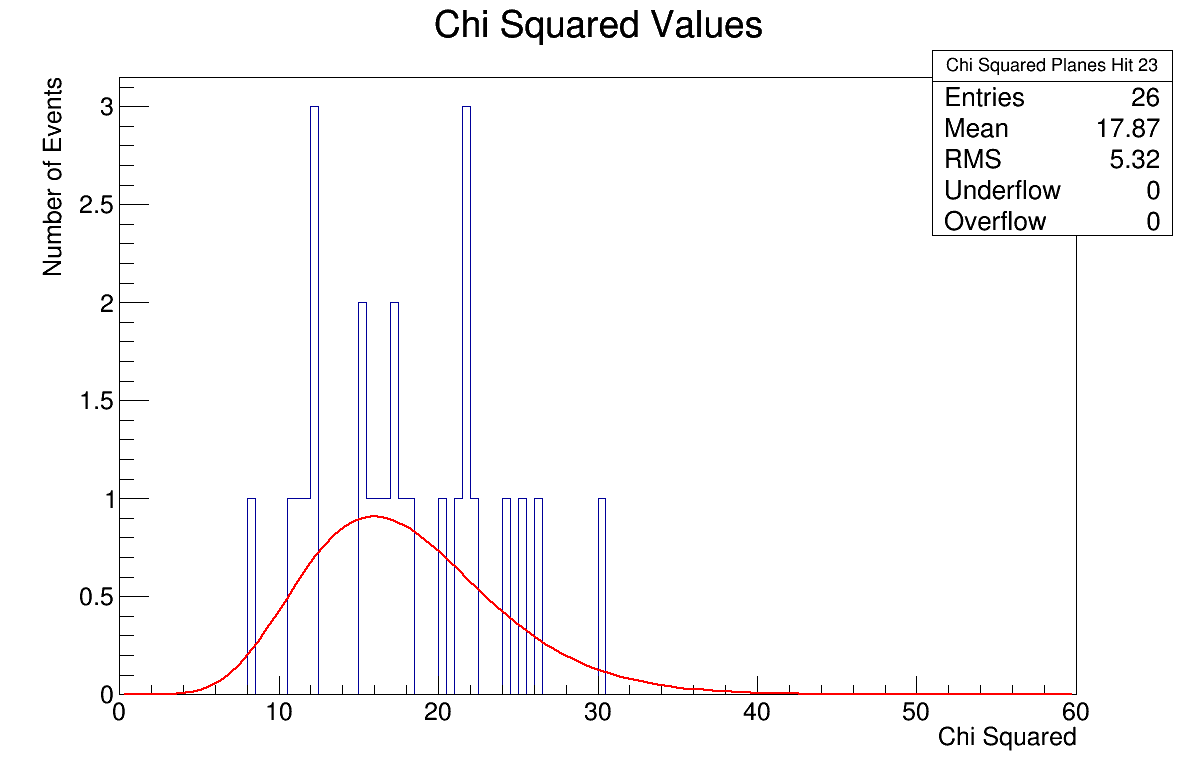 Chi Squared Values
Chi Squared Planes Hit 23
Entries 26
Mean 17.87
RMS 5.32
Underflow 0
Overflow 0
Number of Events
3
2.5
2
1.5
1
0.5
0
0 10 20 30 40 50 60
Chi Squared